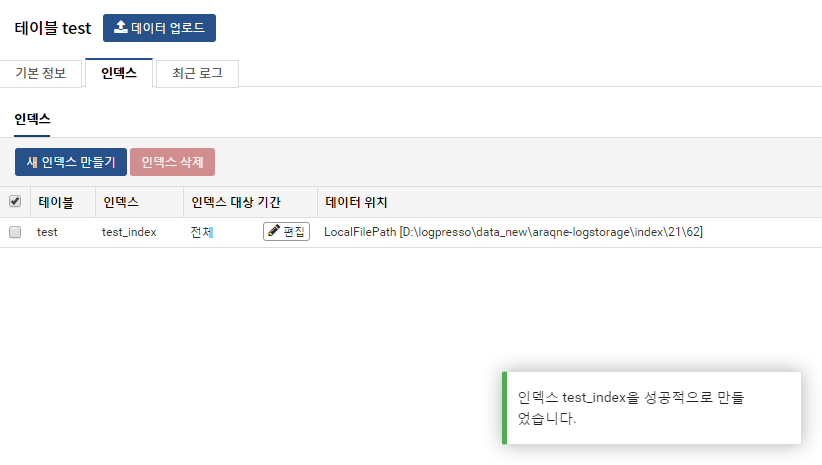 테이블 test 데이터 업로드
기본 정보 인덱스 최근 로그
인덱스
새 인덱스 만들기 인덱스 삭제
테이블 인덱스 인덱스 대상 기간 데이터 위치
test test_index 전체 편집 LocalFilePath [D:\logpresso\data_new\araqne-logstorage\index\21\62]
인덱스 test_index을 성공적으로 만들
었습니다.